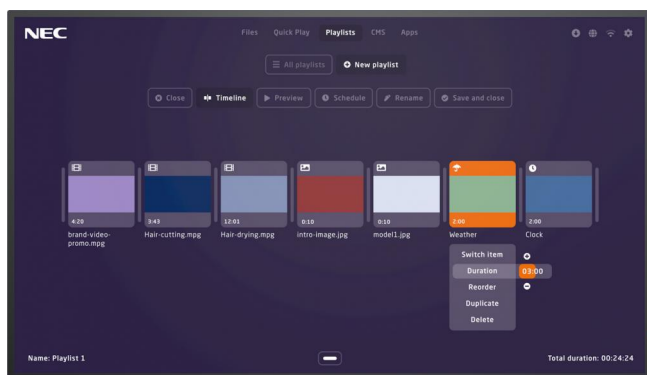 NEC
Files Quick Play Playlists CMS Apps
All playlists New playlist
Close Timeline Preview Schedule Rename Save and close
4:20 3:43 12:01 0:10 0:10 2:00 2:00
brand-video-promo.mpg Hair-cutting.mpg Hair-drying.mpg intro-image.jpg model1.jpg Weather Clock
Switch item
Duration 03:00
Reorder
Duplicate
Delete
Name: Playlist 1 Total duration: 00:24:24